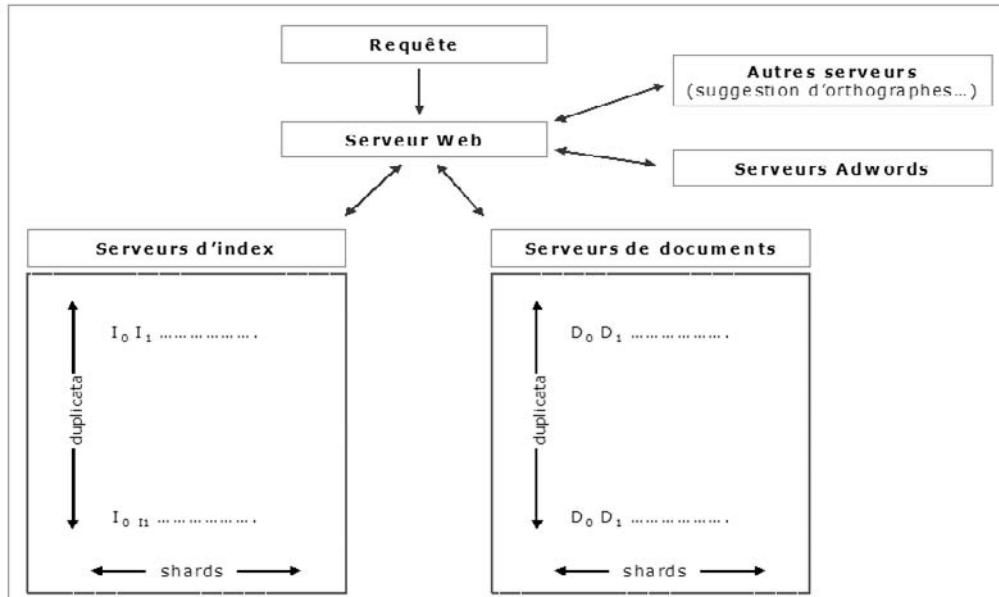 Requête
Autres serveurs
(suggestion d'orthographes...)
Serveur Web
Serveurs Adwords
Serveurs d'index
Serveurs de documents
duplicata
I0 I1 ....................
I0 I1 ....................
shards
duplicata
D0 D1 ....................
D0 D1 ....................
shards